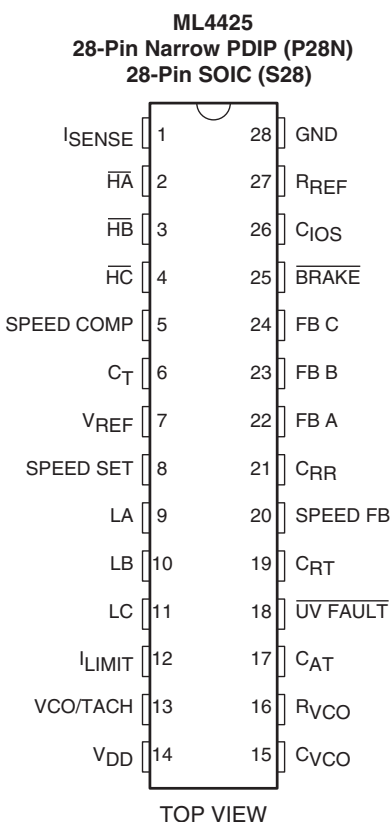 ML4425
28-Pin Narrow PDIP (P28N)
28-Pin SOIC (S28)
ISENSE 1 28 GND
HA 2 27 RREF
HB 3 26 CIOS
HC 4 25 BRAKE
SPEED COMP 5 24 FB C
CT 6 23 FB B
VREF 7 22 FB A
SPEED SET 8 21 CRR
LA 9 20 SPEED FB
LB 10 19 CRT
LC 11 18 UV FAULT
ILIMIT 12 17 CAT
VCO/TACH 13 16 RVCO
VDD 14 15 CVCO
TOP VIEW